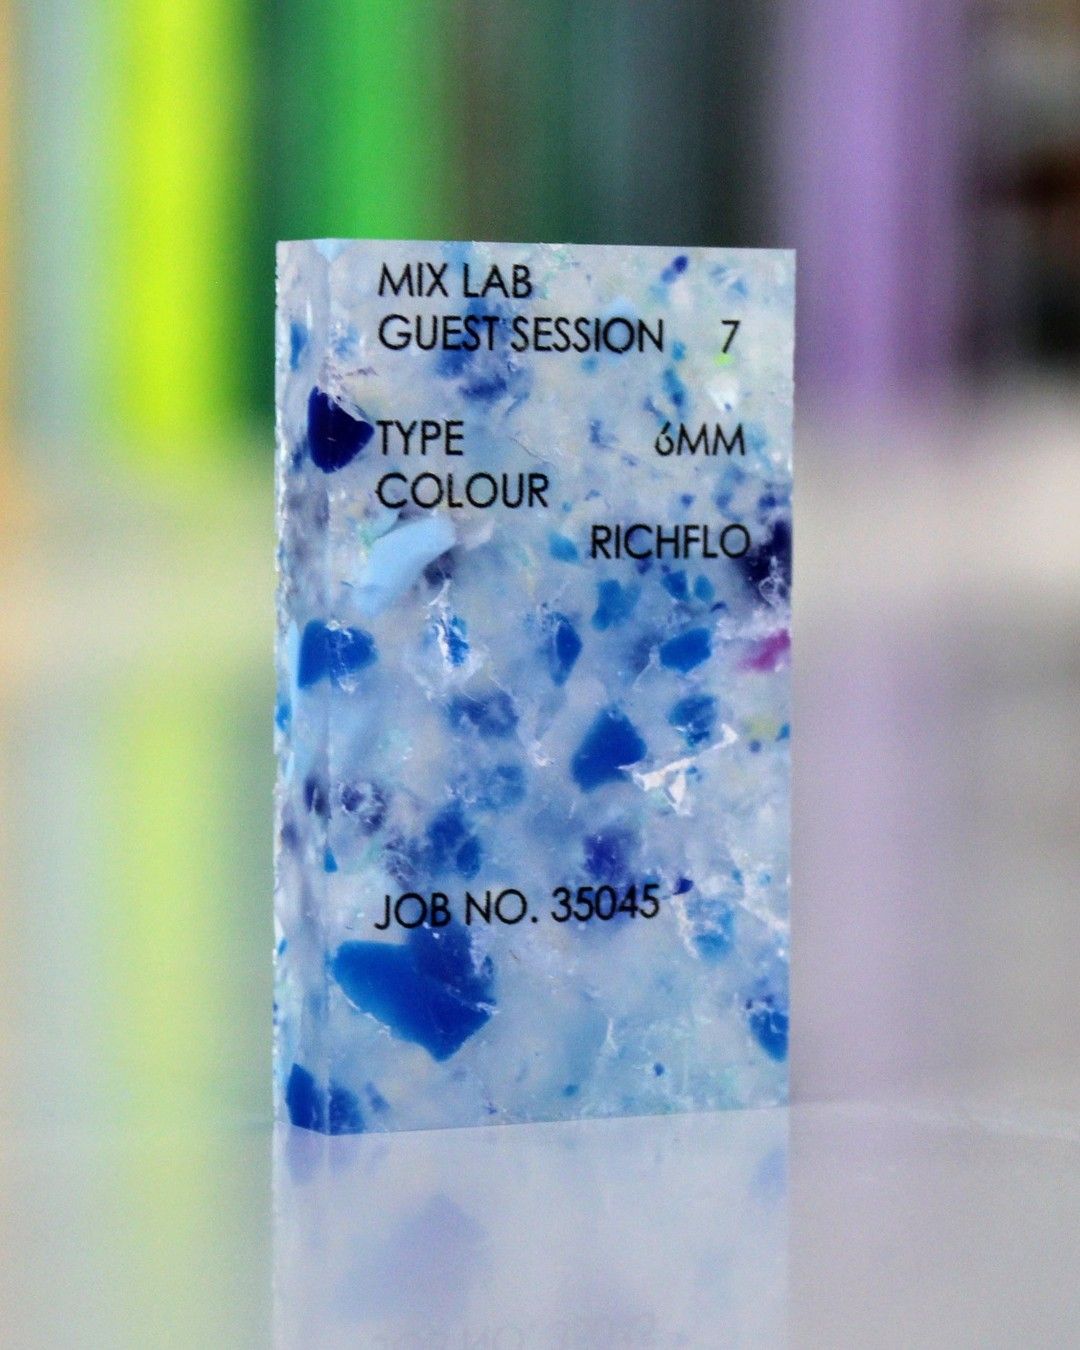 MIX LAB
GUEST SESSION 7
TYPE 6MM
COLOUR
RICHFLO
JOB NO. 35045